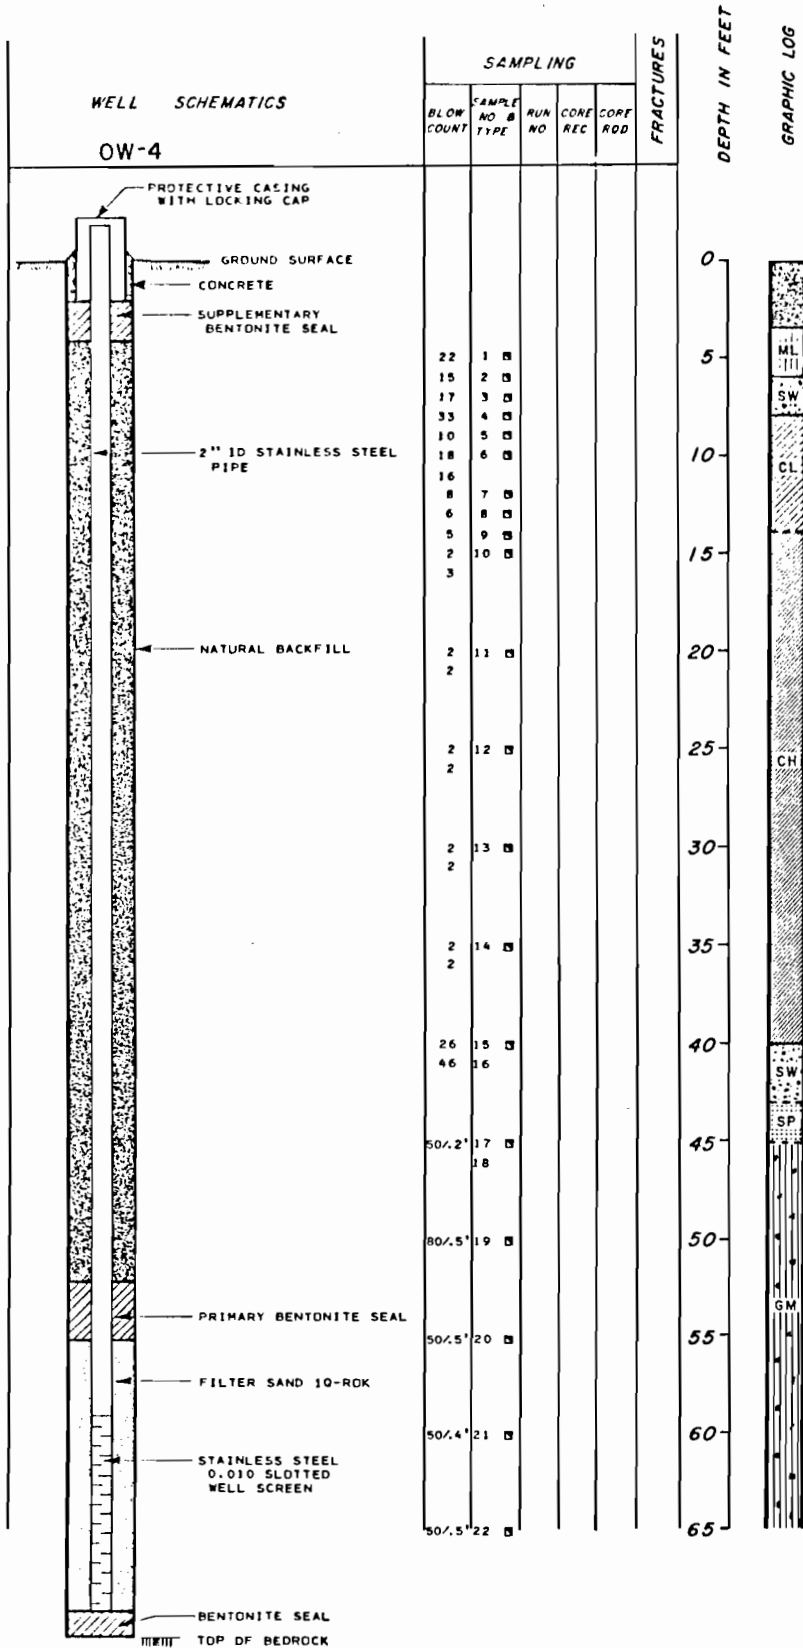 WELL SCHEMATICS
OW-4
SAMPLING
BLOW COUNT
SAMPLE NO & TYPE
RUN NO
CORE REC
CORE RQD
FRACTURES
DEPTH IN FEET
GRAPHIC LOG
PROTECTIVE CASING
WITH LOCKING CAP
GROUND SURFACE
CONCRETE
SUPPLEMENTARY
BENTONITE SEAL
2" ID STAINLESS STEEL
PIPE
NATURAL BACKFILL
PRIMARY BENTONITE SEAL
FILTER SAND 1Q-ROK
STAINLESS STEEL
0.010 SLOTTED
WELL SCREEN
BENTONITE SEAL
TOP OF BEDROCK
22 1
15 2
17 3
33 4
10 5
18 6
16
8 7
6 8
5 9
2 10
3
2 11
2
2 12
2
2 13
2
2 14
2
26 15
46 16
50/.2' 17
18
80/.5' 19
50/.5' 20
50/.4' 21
50/.5' 22
0
5
10
15
20
25
30
35
40
45
50
55
60
65
ML
SW
CL
CH
SW
SP
GM